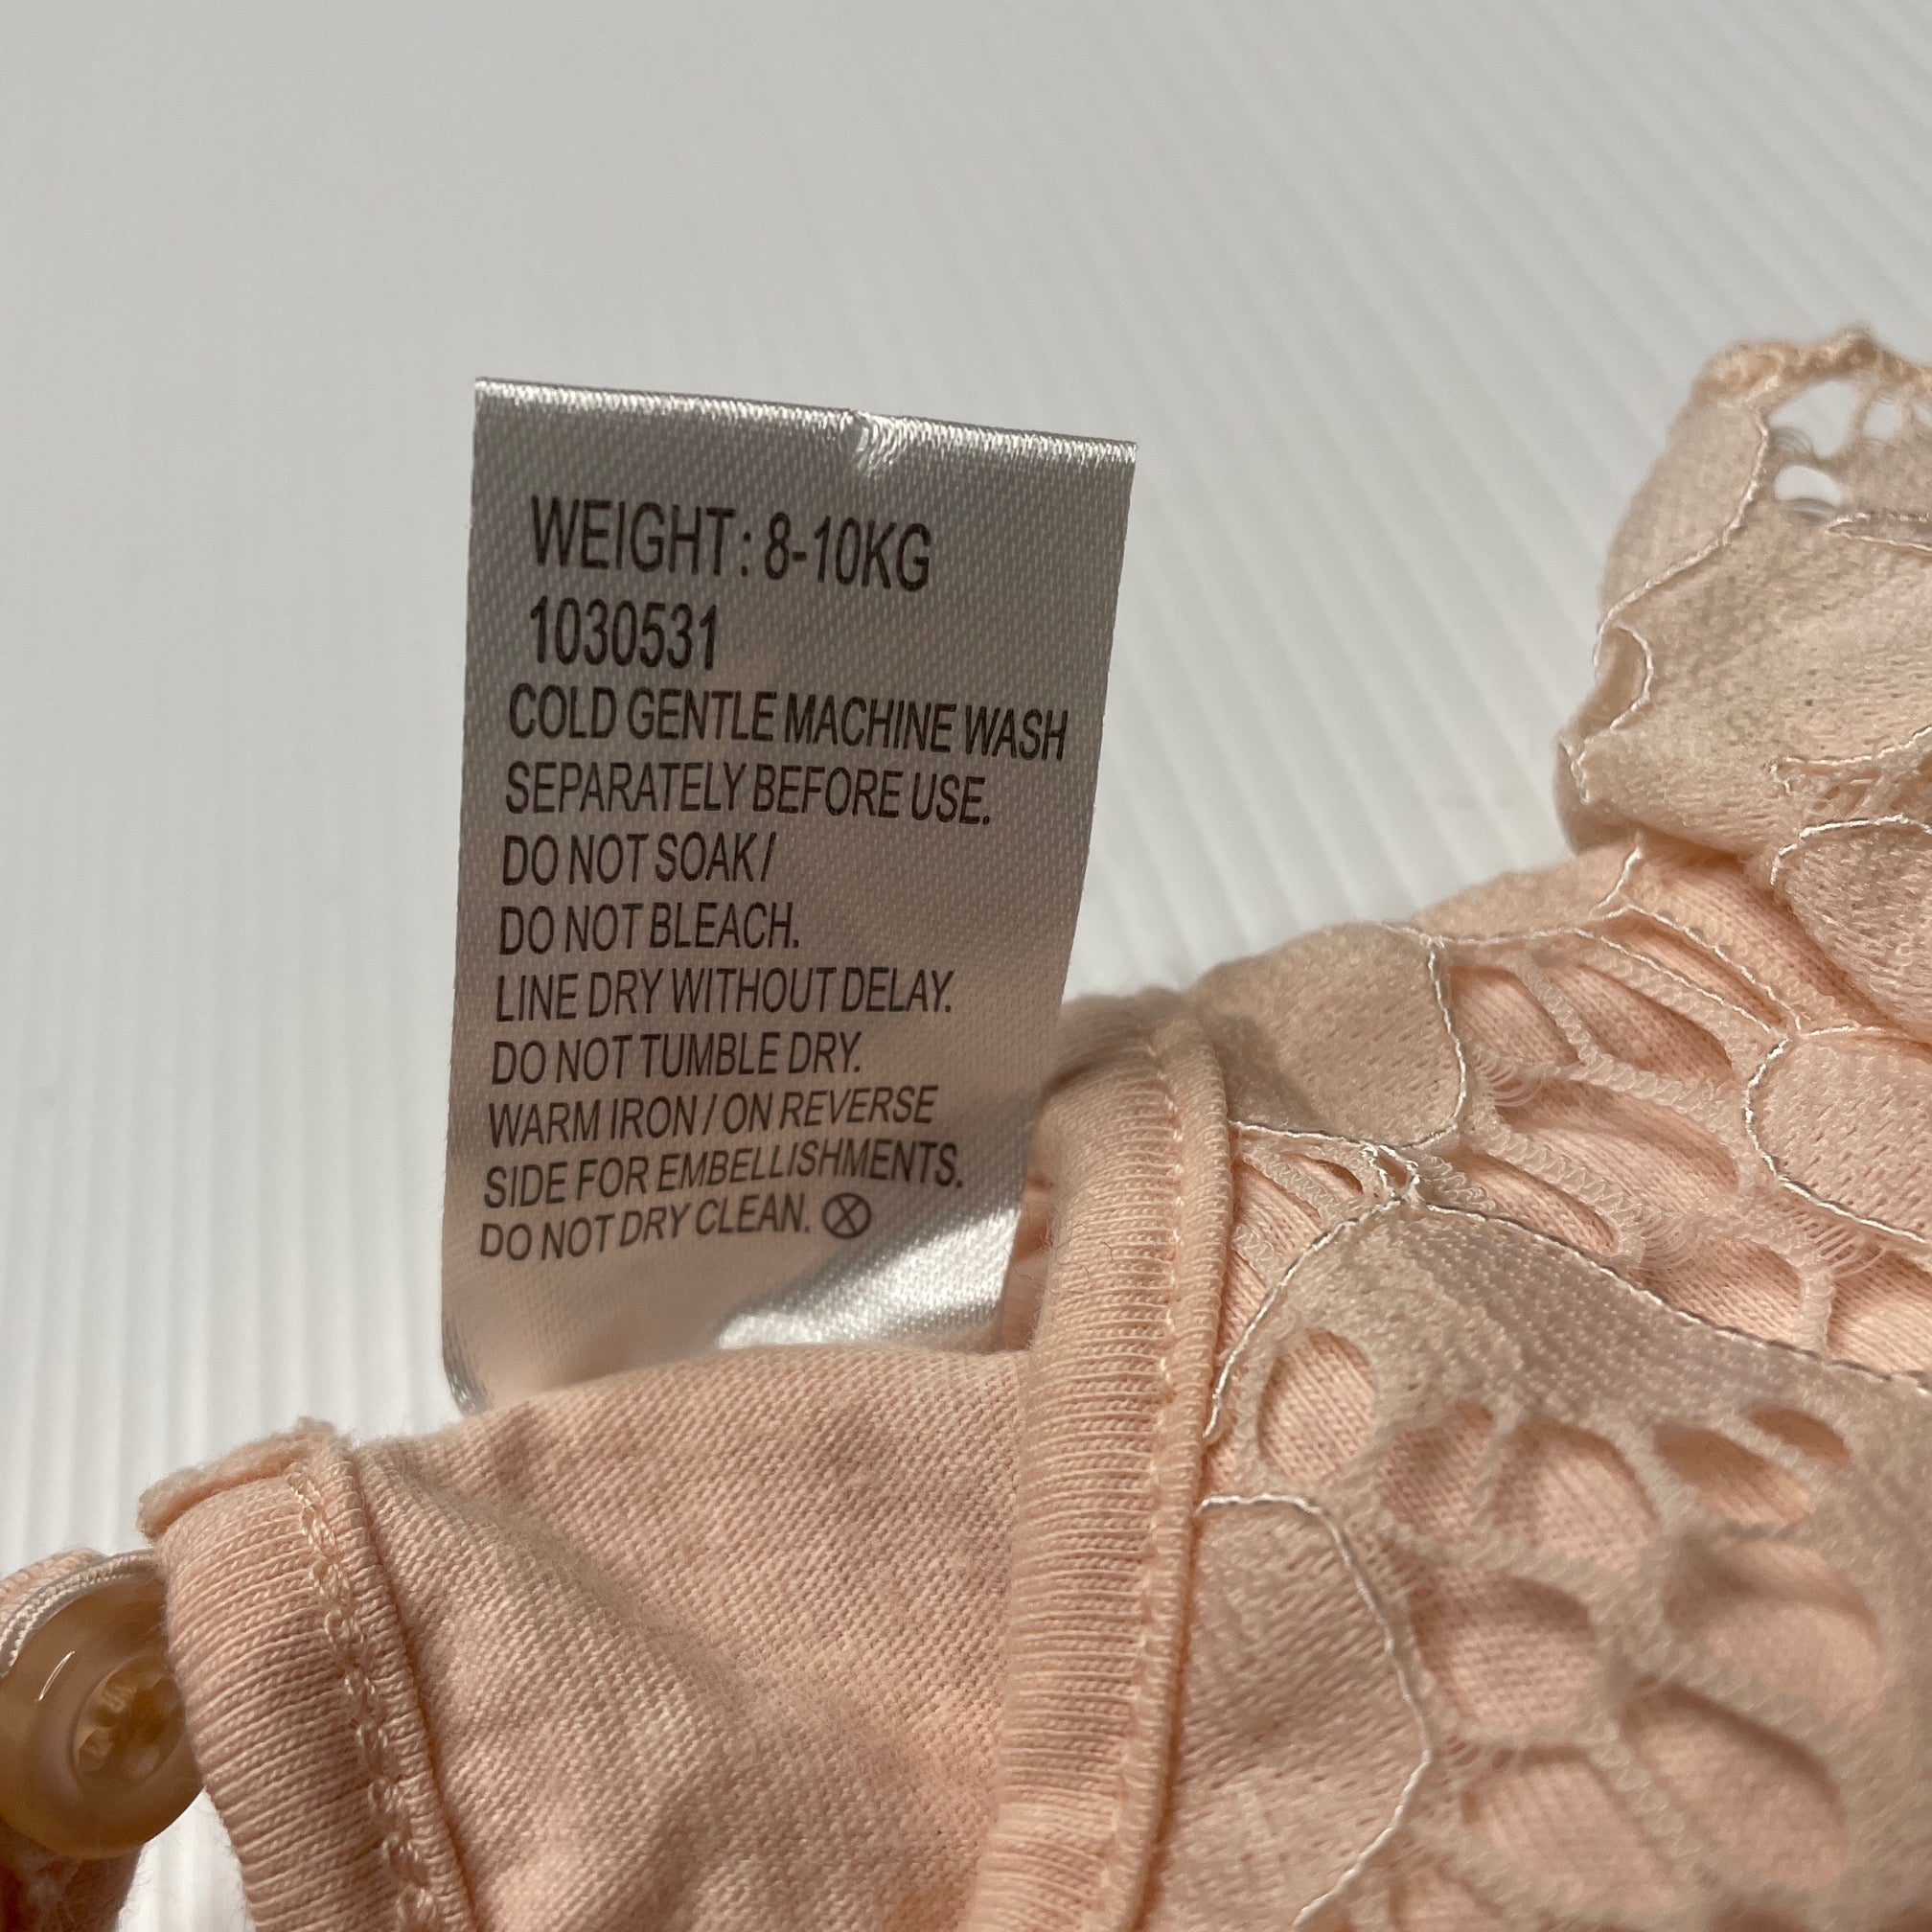 WEIGHT: 8-10KG
1030531
COLD GENTLE MACHINE WASH
SEPARATELY BEFORE USE.
DO NOT SOAK/
DO NOT BLEACH.
LINE DRY WITHOUT DELAY.
DO NOT TUMBLE DRY.
WARM IRON / ON REVERSE
SIDE FOR EMBELLISHMENTS.
DO NOT DRY CLEAN.